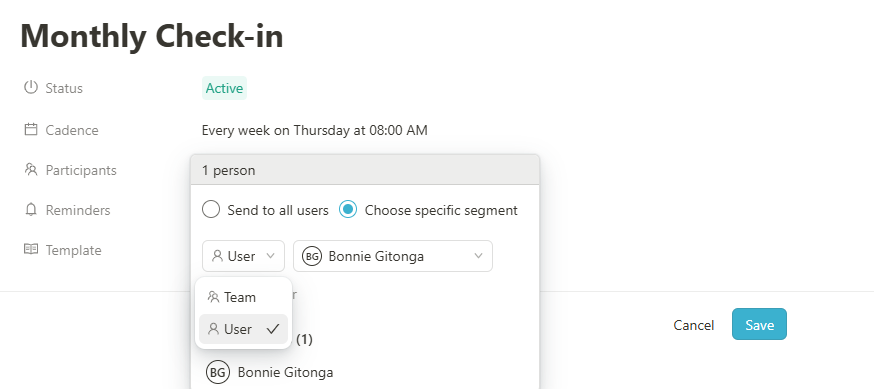 Monthly Check-in
Status Active
Cadence Every week on Thursday at 08:00 AM
Participants 1 person
Reminders Send to all users Choose specific segment
Template User BG Bonnie Gitonga
Team
User (1)
BG Bonnie Gitonga
Cancel Save